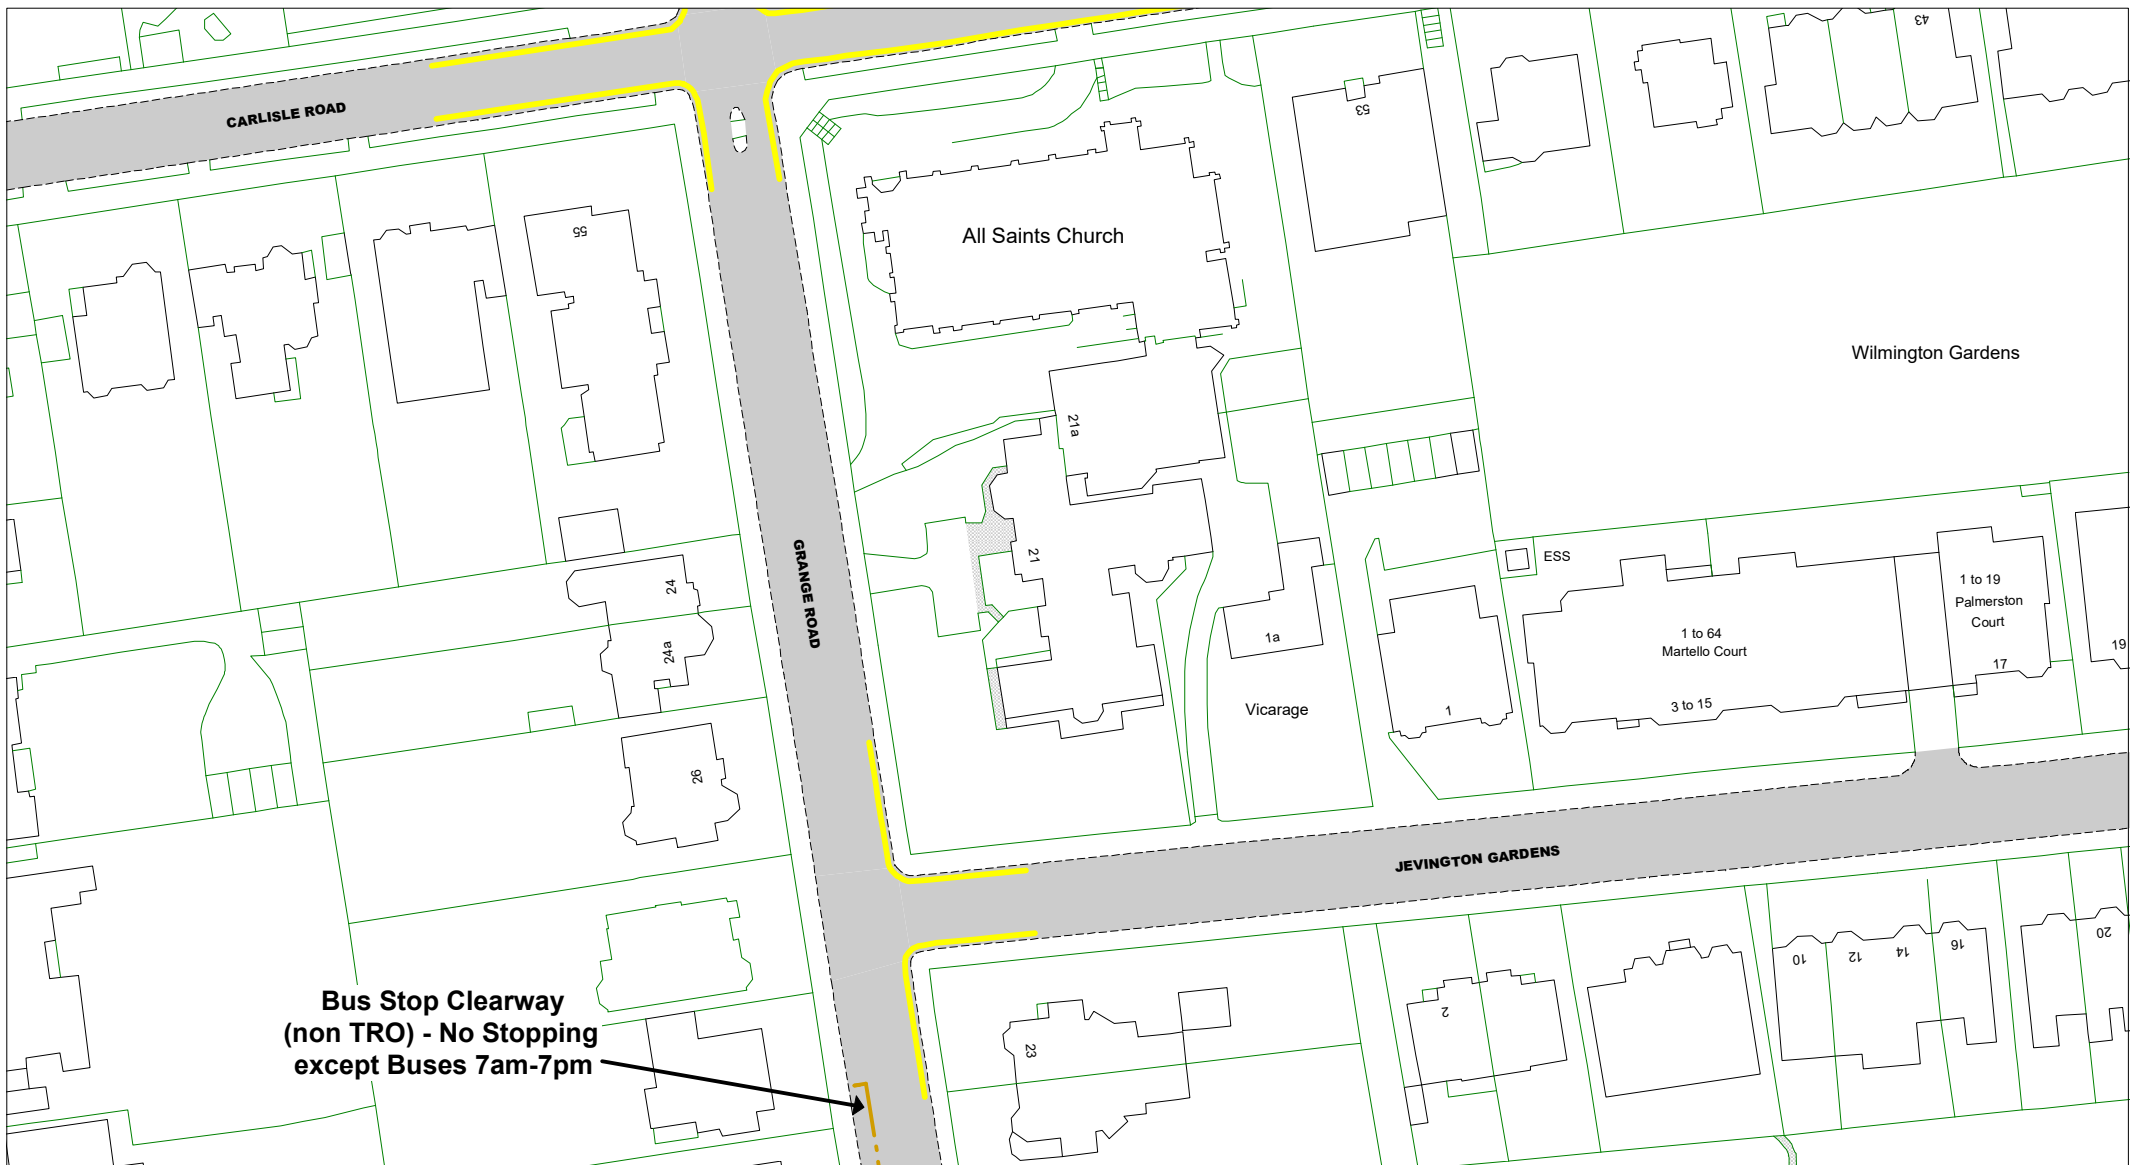 43
CARLISLE ROAD
53
55
All Saints Church
Wilmington Gardens
21a
GRANGE ROAD
21
ESS
24
1 to 19
Palmerston
Court
1a
1 to 64
Martello Court
24a
19
17
Vicarage
1
3 to 15
26
JEVINGTON GARDENS
10
12
14
16
20
Bus Stop Clearway
(non TRO) - No Stopping
except Buses 7am-7pm
2
23